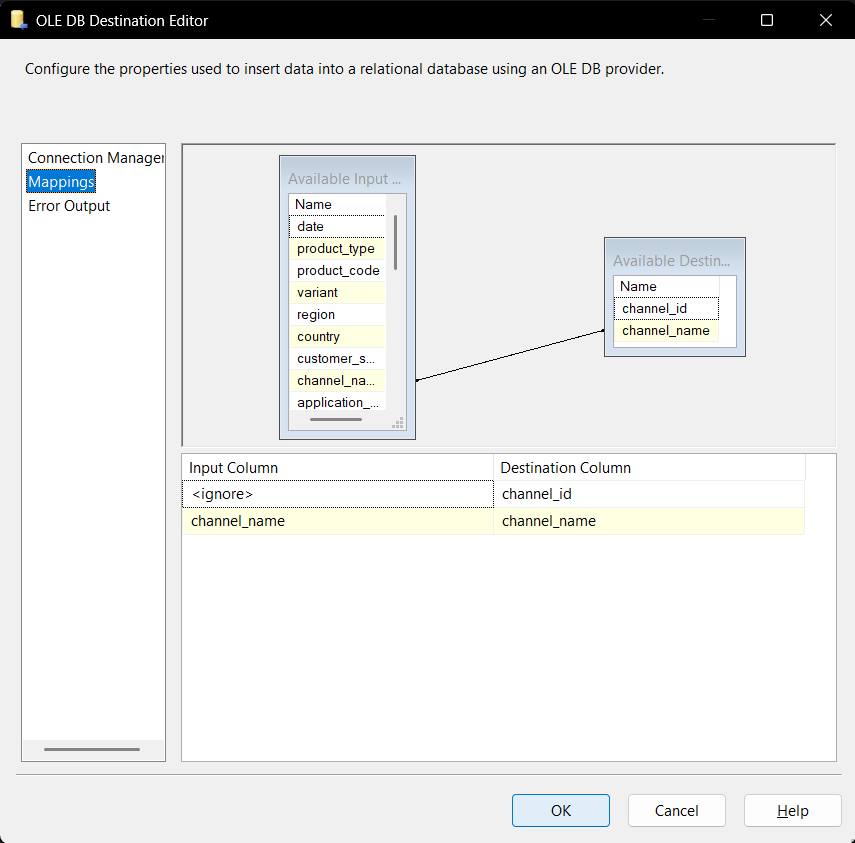 OLE DB Destination Editor
Configure the properties used to insert data into a relational database using an OLE DB provider.
Connection Manager
Mappings
Error Output
Available Input ...
Name
date
product_type
product_code
variant
region
country
customer_s...
channel_na...
application_...
Available Destin...
Name
channel_id
channel_name
Input Column Destination Column
<ignore> channel_id
channel_name channel_name
OK Cancel Help